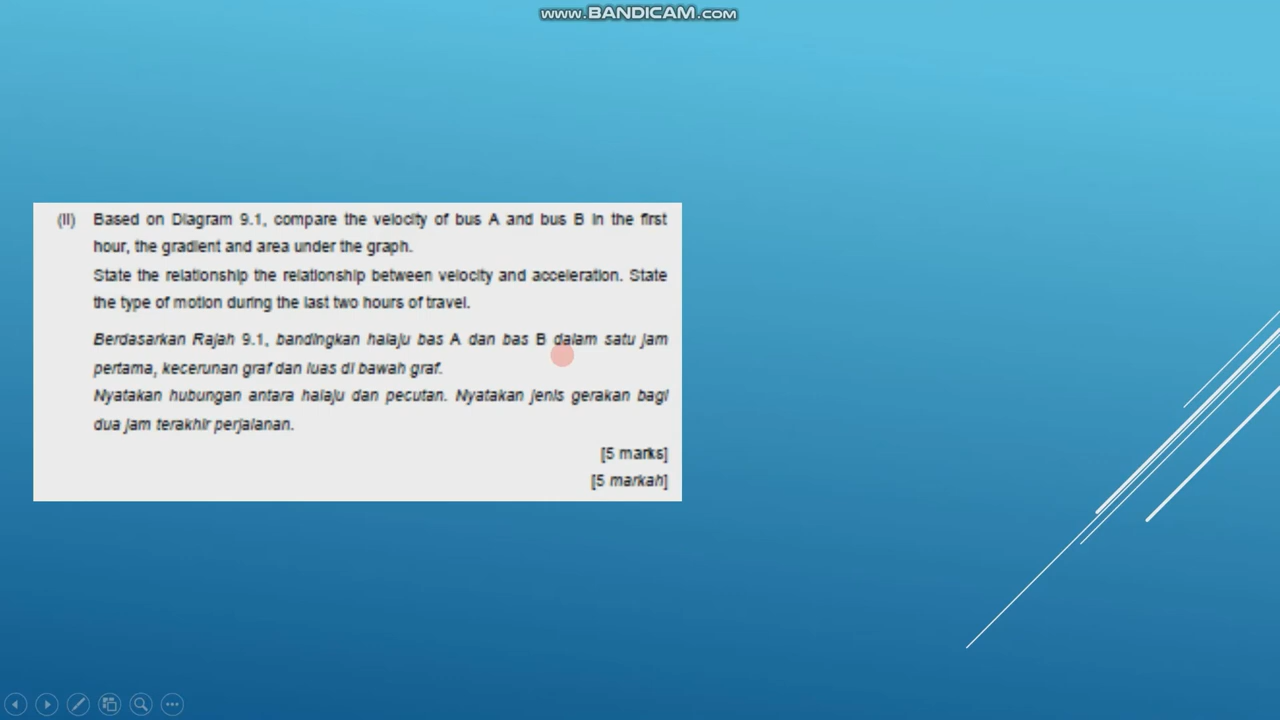 www.BANDICAM.com
(ii) Based on Diagram 9.1, compare the velocity of bus A and bus B in the first
hour, the gradient and area under the graph.
State the relationship the relationship between velocity and acceleration. State
the type of motion during the last two hours of travel.
Berdasarkan Rajah 9.1, bandingkan halaju bas A dan bas B dalam satu jam
pertama, kecerunan graf dan luas di bawah graf.
Nyatakan hubungan antara halaju dan pecutan. Nyatakan jenis gerakan bagi
dua jam terakhir perjalanan.
[5 marks]
[5 markah]